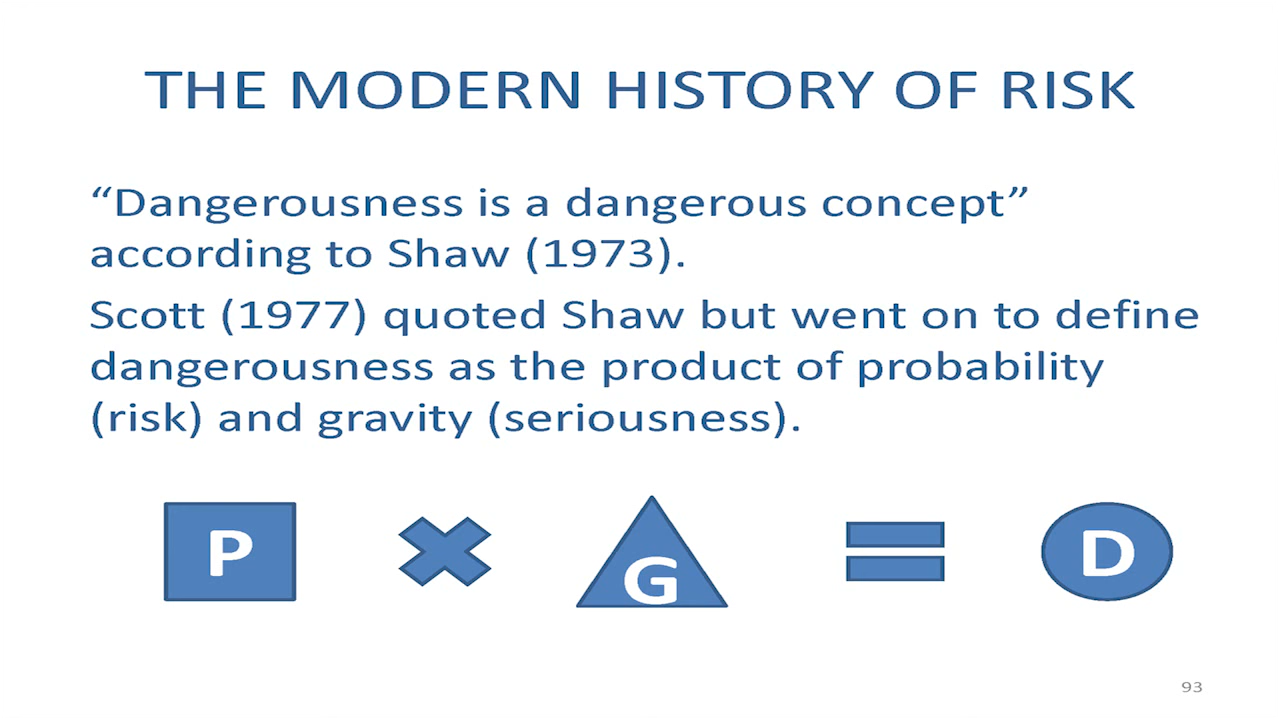 THE MODERN HISTORY OF RISK
“Dangerousness is a dangerous concept”
according to Shaw (1973).
Scott (1977) quoted Shaw but went on to define
dangerousness as the product of probability
(risk) and gravity (seriousness).
P G D
93